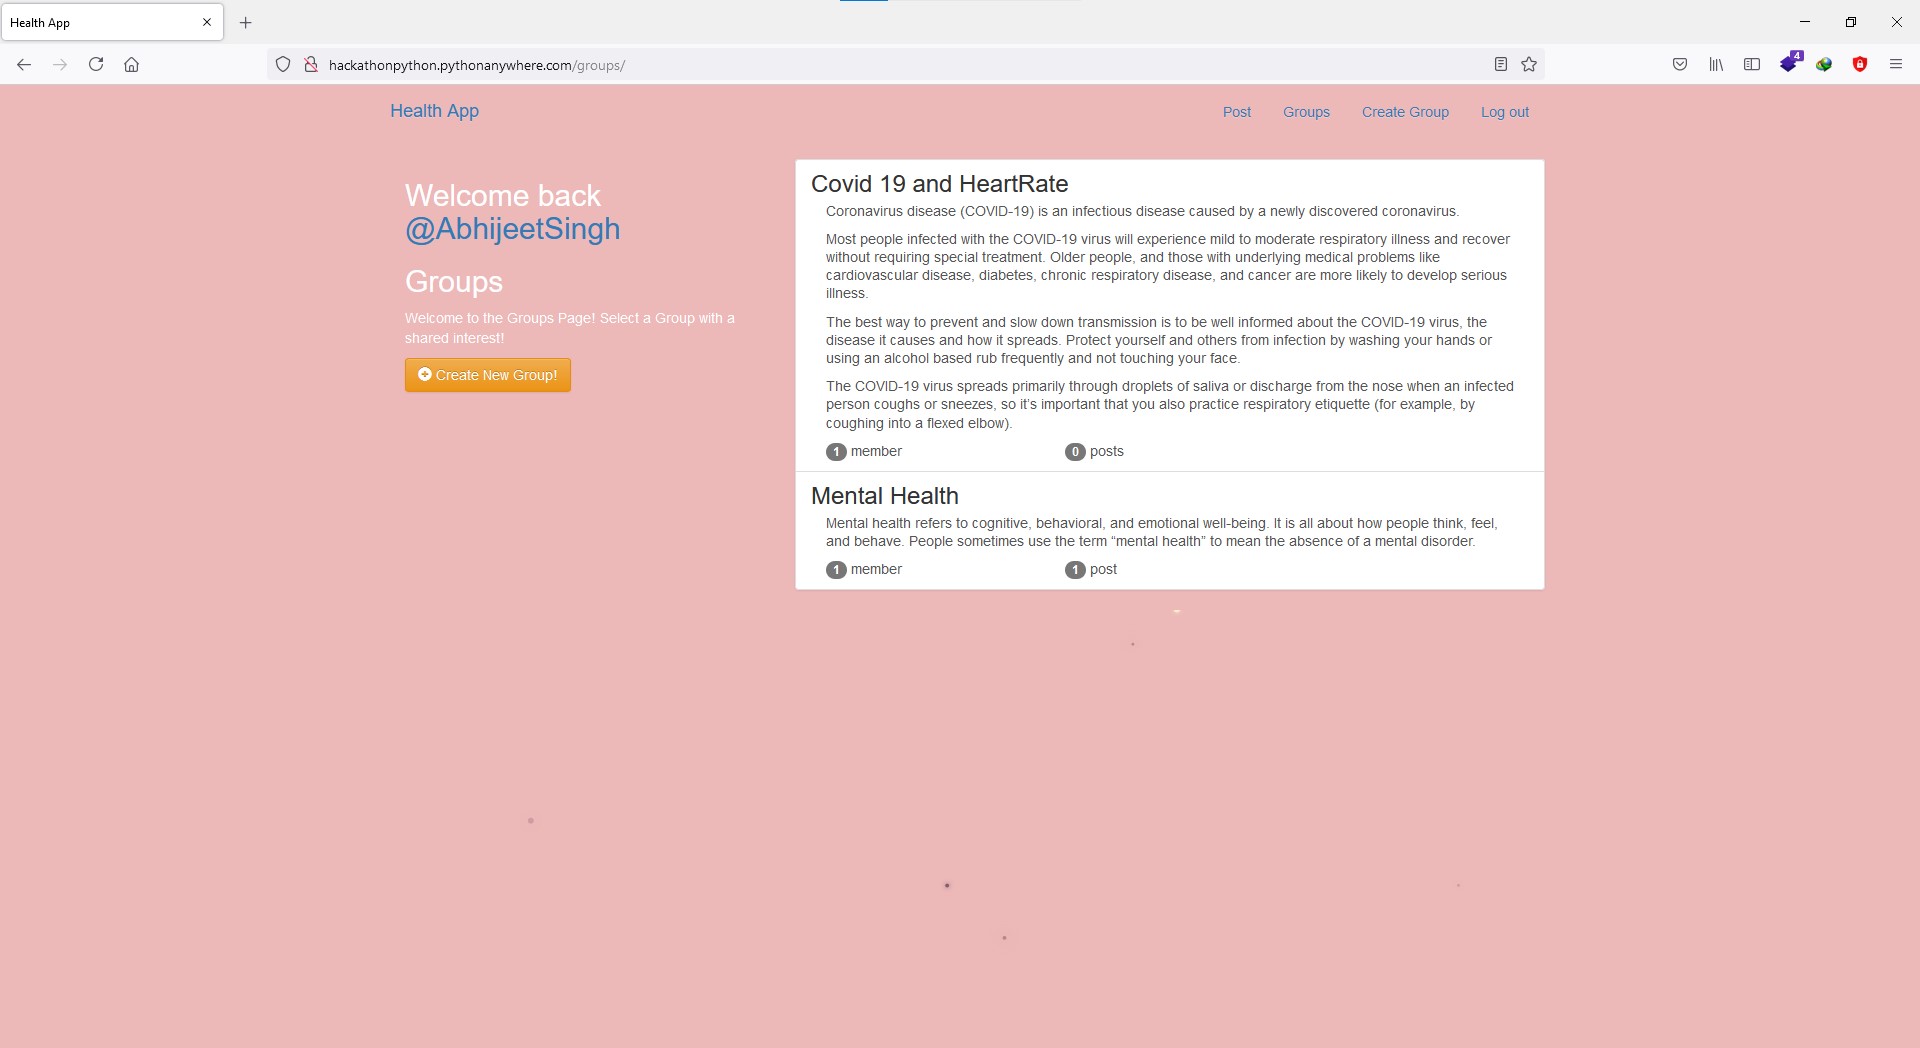 Health App
4
hackathonpython.pythonanywhere.com/groups/
Health App
Post
Groups
Create Group
Log out
Welcome back
@AbhijeetSingh
Groups
Welcome to the Groups Page! Select a Group with a
shared interest!
Create New Group!
Covid 19 and HeartRate
Coronavirus disease (COVID-19) is an infectious disease caused by a newly discovered coronavirus.
Most people infected with the COVID-19 virus will experience mild to moderate respiratory illness and recover
without requiring special treatment. Older people, and those with underlying medical problems like
cardiovascular disease, diabetes, chronic respiratory disease, and cancer are more likely to develop serious
illness.
The best way to prevent and slow down transmission is to be well informed about the COVID-19 virus, the
disease it causes and how it spreads. Protect yourself and others from infection by washing your hands or
using an alcohol based rub frequently and not touching your face.
The COVID-19 virus spreads primarily through droplets of saliva or discharge from the nose when an infected
person coughs or sneezes, so it’s important that you also practice respiratory etiquette (for example, by
coughing into a flexed elbow).
1 member
0 posts
Mental Health
Mental health refers to cognitive, behavioral, and emotional well-being. It is all about how people think, feel,
and behave. People sometimes use the term “mental health” to mean the absence of a mental disorder.
1 member
1 post